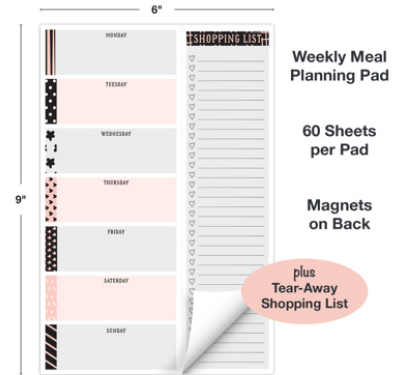 6"
9"
MONDAY
TUESDAY
WEDNESDAY
THURSDAY
FRIDAY
SATURDAY
SUNDAY
SHOPPING LIST
Weekly Meal
Planning Pad
60 Sheets
per Pad
Magnets
on Back
plus
Tear-Away
Shopping List